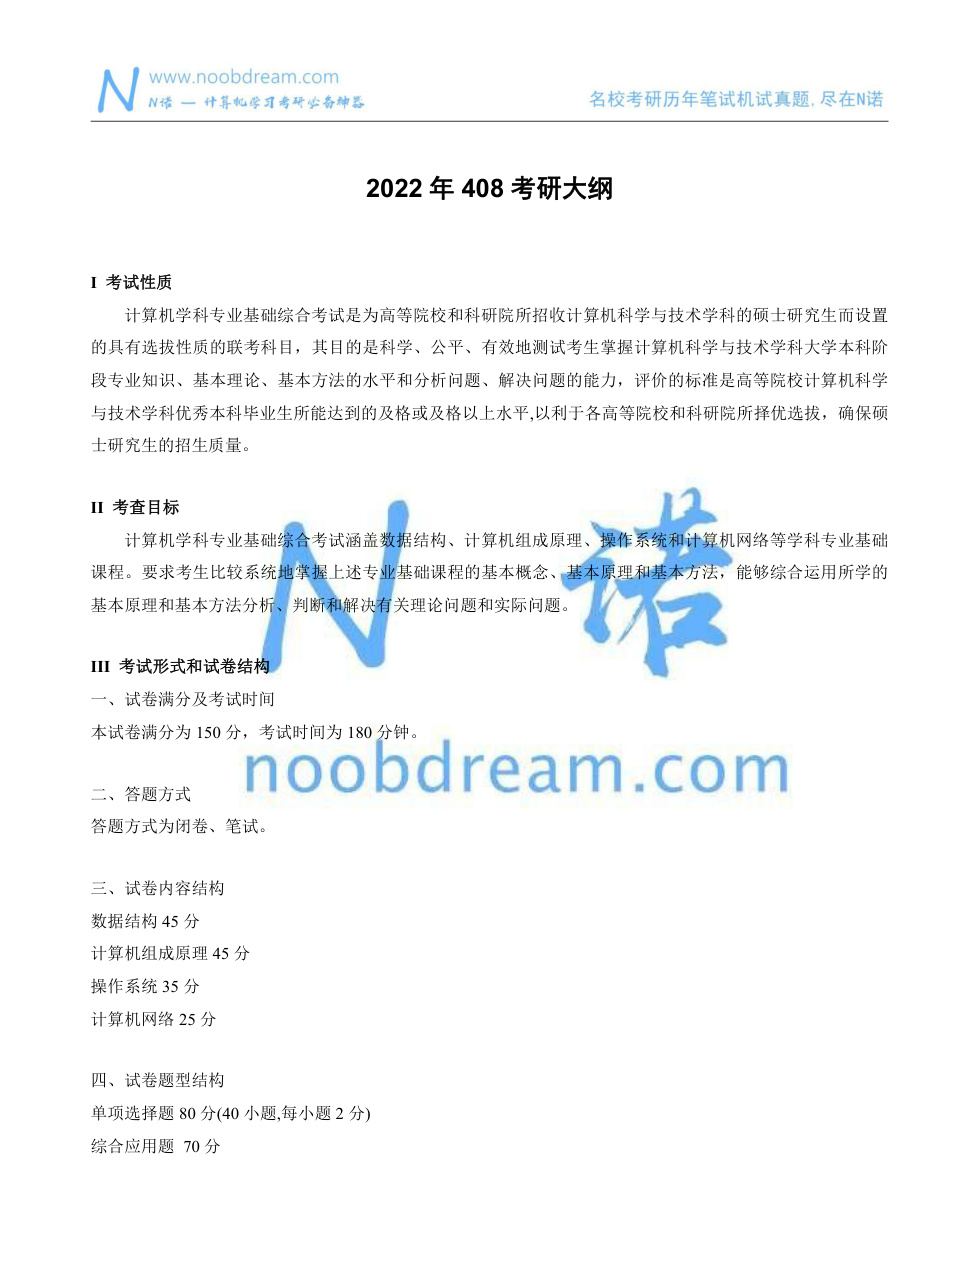 www.noobdream.com
N诺 — 计算机学习考研必备神器
名校考研历年笔试机试真题,尽在N诺
2022 年 408 考研大纲
I 考试性质
计算机学科专业基础综合考试是为高等院校和科研院所招收计算机科学与技术学科的硕士研究生而设置
的具有选拔性质的联考科目，其目的是科学、公平、有效地测试考生掌握计算机科学与技术学科大学本科阶
段专业知识、基本理论、基本方法的水平和分析问题、解决问题的能力，评价的标准是高等院校计算机科学
与技术学科优秀本科毕业生所能达到的及格或及格以上水平,以利于各高等院校和科研院所择优选拔，确保硕
士研究生的招生质量。
II 考查目标
计算机学科专业基础综合考试涵盖数据结构、计算机组成原理、操作系统和计算机网络等学科专业基础
课程。要求考生比较系统地掌握上述专业基础课程的基本概念、基本原理和基本方法，能够综合运用所学的
基本原理和基本方法分析、判断和解决有关理论问题和实际问题。
N 诺
III 考试形式和试卷结构
一、试卷满分及考试时间
本试卷满分为 150 分，考试时间为 180 分钟。
noobdream.com
二、答题方式
答题方式为闭卷、笔试。
三、试卷内容结构
数据结构 45 分
计算机组成原理 45 分
操作系统 35 分
计算机网络 25 分
四、试卷题型结构
单项选择题 80 分(40 小题,每小题 2 分)
综合应用题 70 分